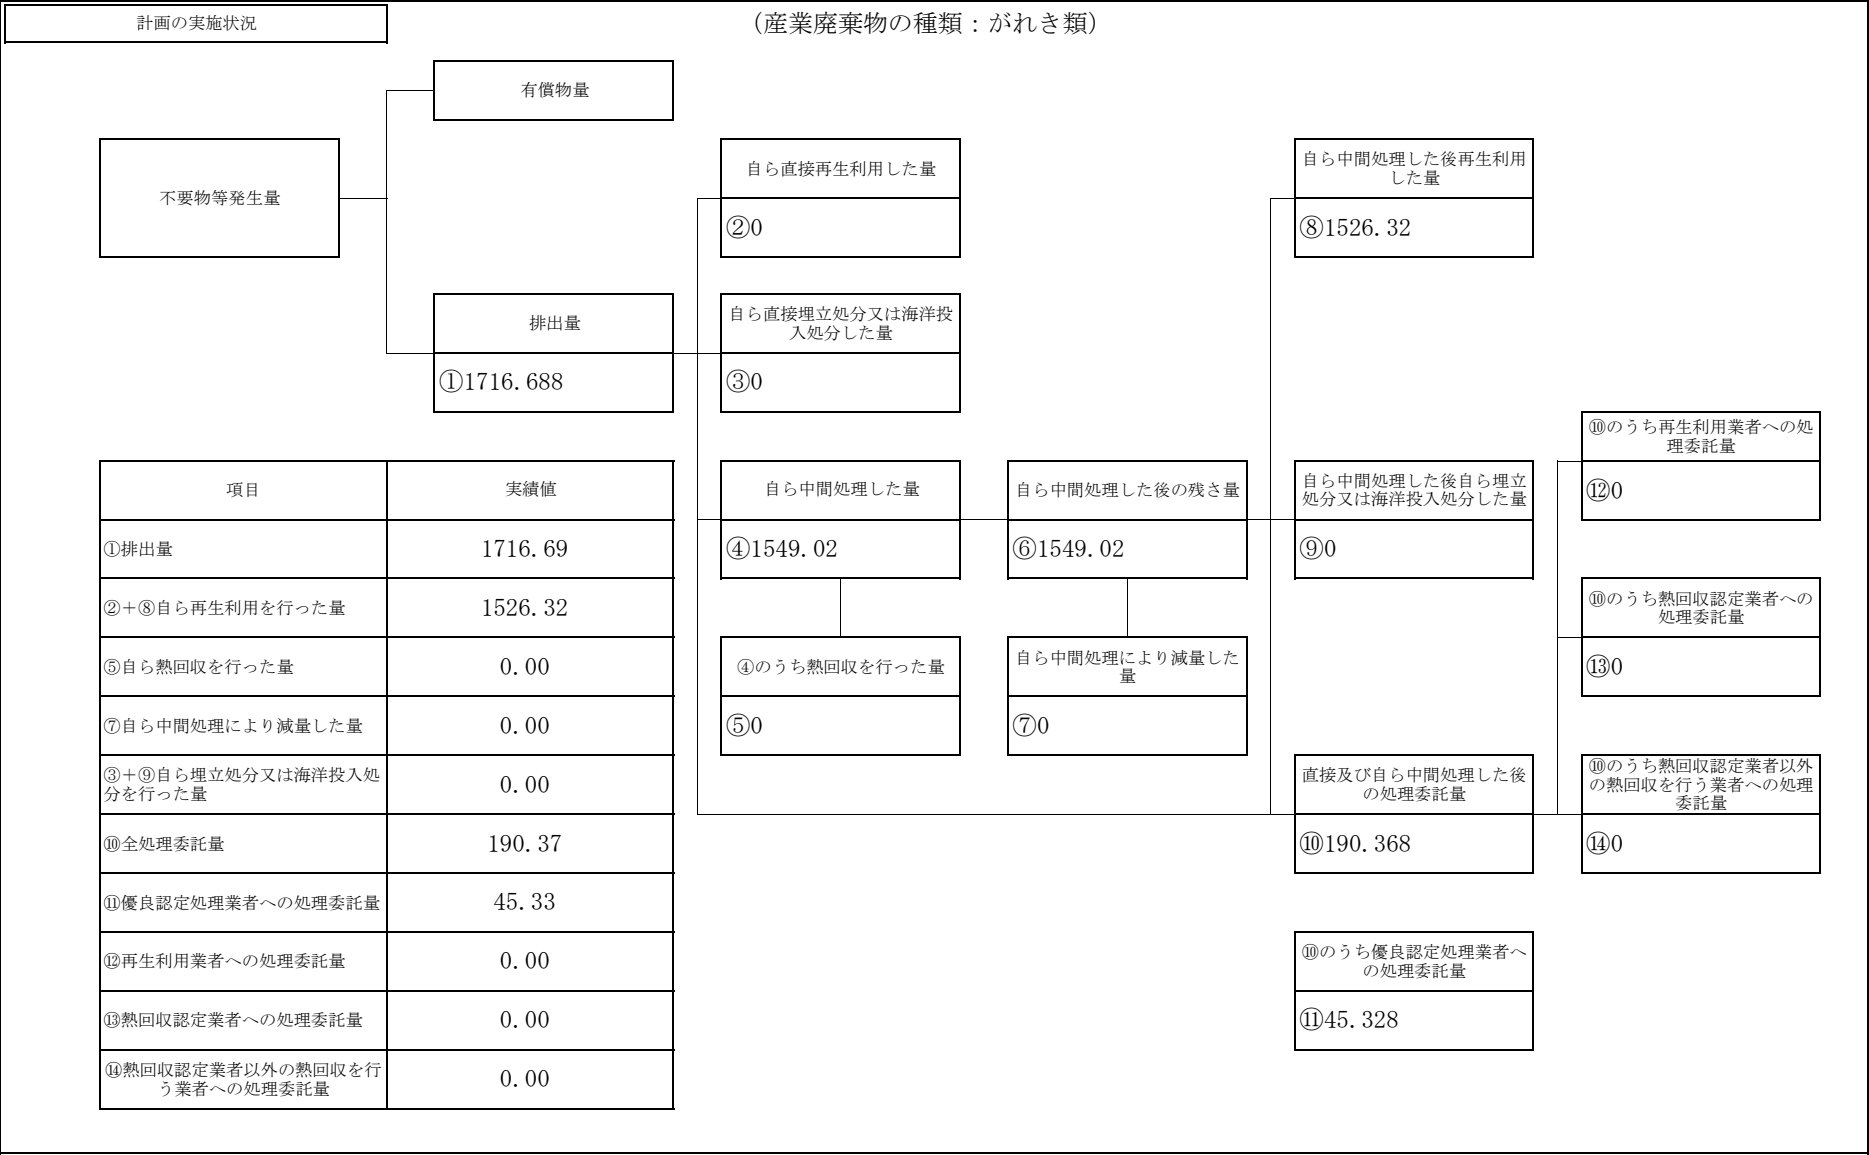 計画の実施状況
（産業廃棄物の種類：がれき類）
有償物量
不要物等発生量
自ら直接再生利用した量
②0
自ら中間処理した後再生利用
した量
⑧1526.32
排出量
①1716.688
自ら直接埋立処分又は海洋投
入処分した量
③0
⑩のうち再生利用業者への処
理委託量
⑫0
項目
実績値
①排出量
1716.69
②＋⑧自ら再生利用を行った量
1526.32
⑤自ら熱回収を行った量
0.00
⑦自ら中間処理により減量した量
0.00
③＋⑨自ら埋立処分又は海洋投入処
分を行った量
0.00
⑩全処理委託量
190.37
⑪優良認定処理業者への処理委託量
45.33
⑫再生利用業者への処理委託量
0.00
⑬熱回収認定業者への処理委託量
0.00
⑭熱回収認定業者以外の熱回収を行
う業者への処理委託量
0.00
自ら中間処理した量
④1549.02
自ら中間処理した後の残さ量
⑥1549.02
自ら中間処理した後自ら埋立
処分又は海洋投入処分した量
⑨0
④のうち熱回収を行った量
⑤0
自ら中間処理により減量した
量
⑦0
⑩のうち熱回収認定業者への
処理委託量
⑬0
直接及び自ら中間処理した後
の処理委託量
⑩190.368
⑩のうち熱回収認定業者以外
の熱回収を行う業者への処理
委託量
⑭0
⑩のうち優良認定処理業者へ
の処理委託量
⑪45.328